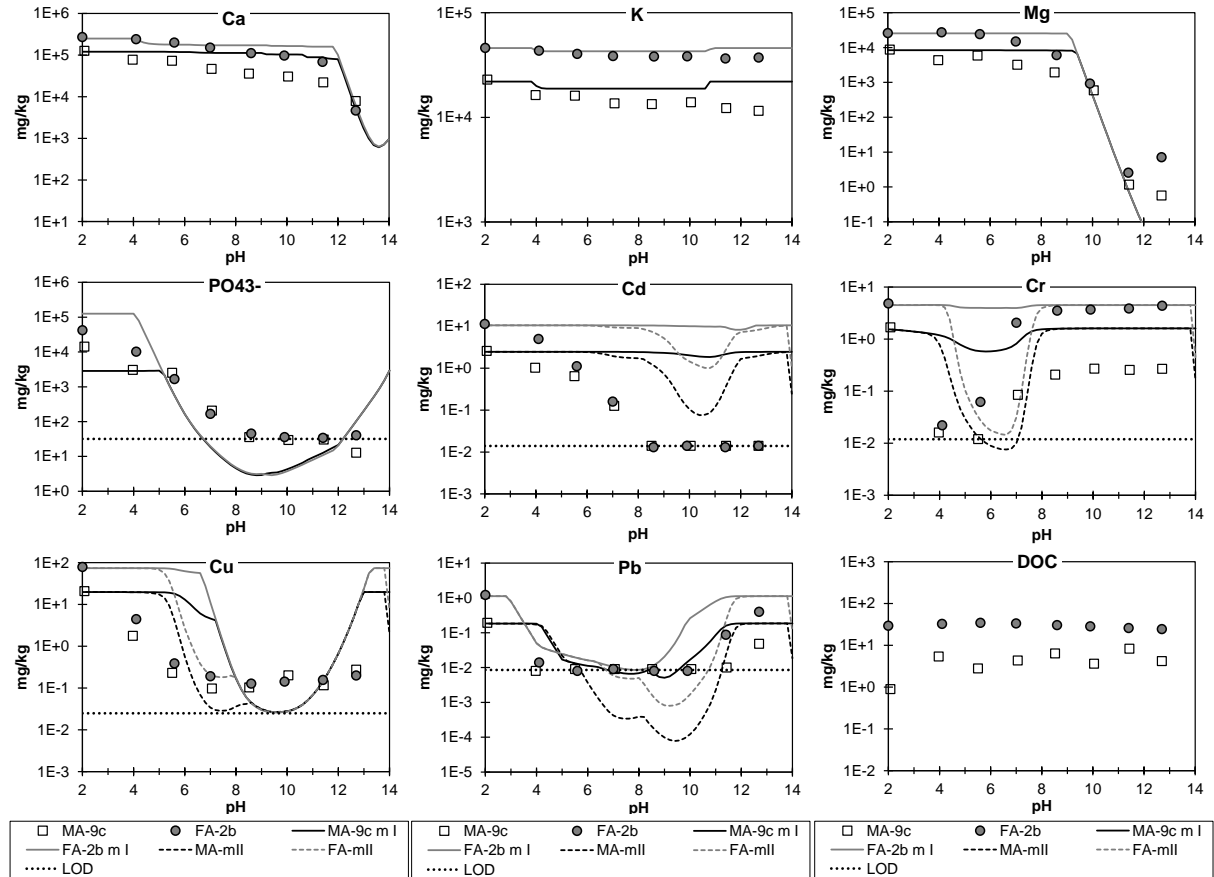 Ca
1E+6
1E+5
1E+4
1E+3
1E+2
1E+1
mg/kg
2 4 6 8 10 12 14
pH
K
1E+5
1E+4
1E+3
mg/kg
2 4 6 8 10 12 14
pH
Mg
1E+5
1E+4
1E+3
1E+2
1E+1
1E+0
1E-1
mg/kg
2 4 6 8 10 12 14
pH
PO43-
1E+6
1E+5
1E+4
1E+3
1E+2
1E+1
1E+0
mg/kg
2 4 6 8 10 12 14
pH
Cd
1E+2
1E+1
1E+0
1E-1
1E-2
1E-3
mg/kg
2 4 6 8 10 12 14
pH
Cr
1E+1
1E+0
1E-1
1E-2
1E-3
mg/kg
2 4 6 8 10 12 14
pH
Cu
1E+2
1E+1
1E+0
1E-1
1E-2
1E-3
mg/kg
2 4 6 8 10 12 14
pH
Pb
1E+1
1E+0
1E-1
1E-2
1E-3
1E-4
1E-5
mg/kg
2 4 6 8 10 12 14
pH
DOC
1E+3
1E+2
1E+1
1E+0
1E-1
1E-2
mg/kg
2 4 6 8 10 12 14
pH
MA-9c FA-2b MA-9c m I
FA-2b m I MA-mII FA-mII
LOD
MA-9c FA-2b MA-9c m I
FA-2b m I MA-mII FA-mII
LOD
MA-9c FA-2b MA-9c m I
FA-2b m I MA-mII FA-mII
LOD